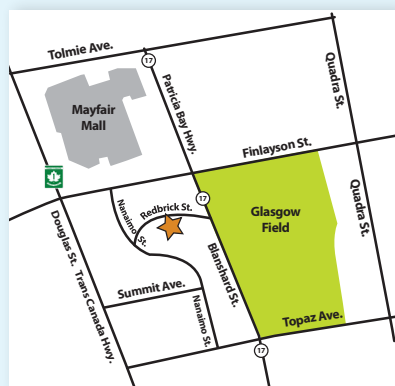 Tolmie Ave.
17
Patricia Bay Hwy.
Quadra St.
Mayfair
Mall
Finlayson St.
1
Quadra St.
17
Nanaimo St.
Redbrick St.
Glasgow
Field
Douglas St.
Trans Canada Hwy.
Blanshard St.
Summit Ave.
Nanaimo St.
Topaz Ave.
17